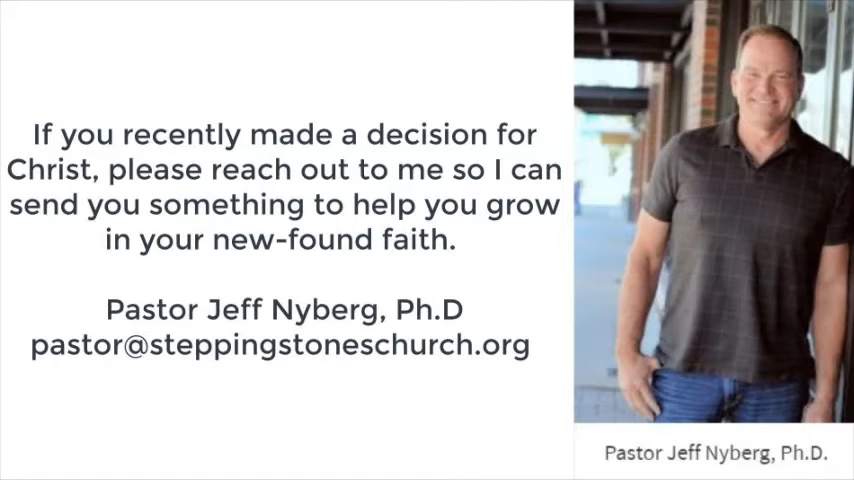 If you recently made a decision for
Christ, please reach out to me so I can
send you something to help you grow
in your new-found faith.
Pastor Jeff Nyberg, Ph.D
pastor@steppingstoneschurch.org
Pastor Jeff Nyberg, Ph.D.